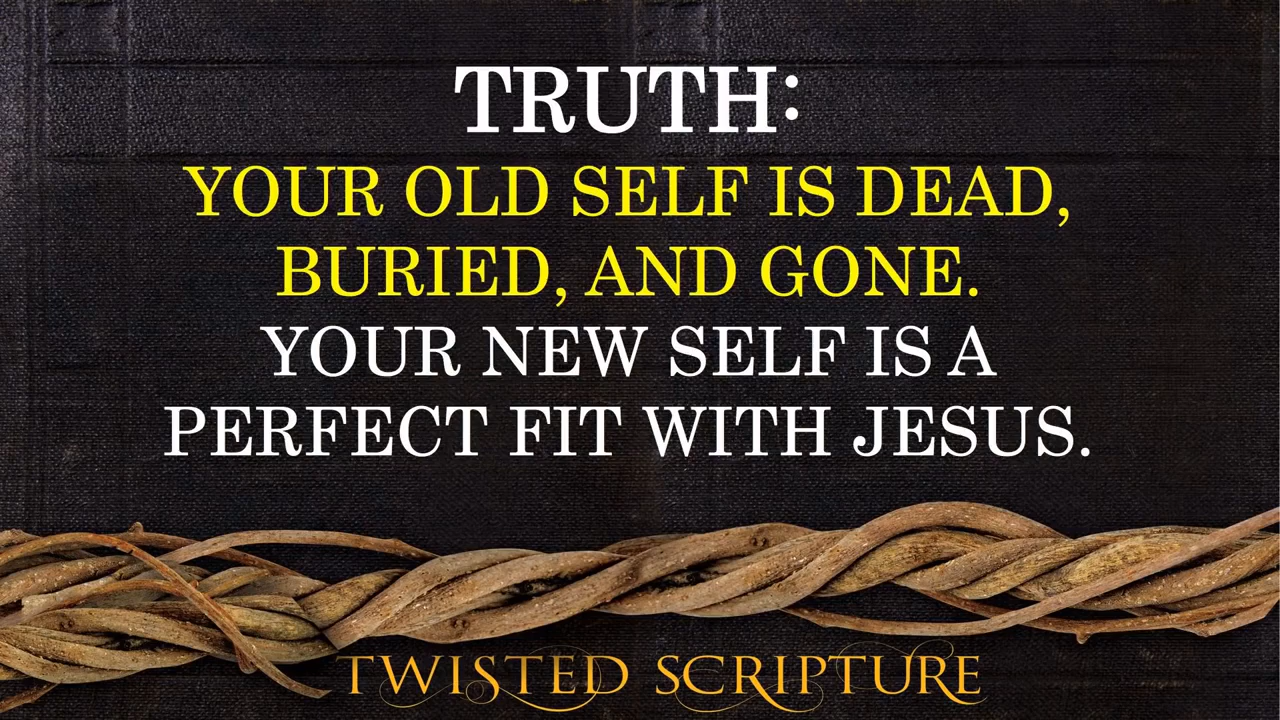 TRUTH:
YOUR OLD SELF IS DEAD,
BURIED, AND GONE.
YOUR NEW SELF IS A
PERFECT FIT WITH JESUS.
TWISTED SCRIPTURE